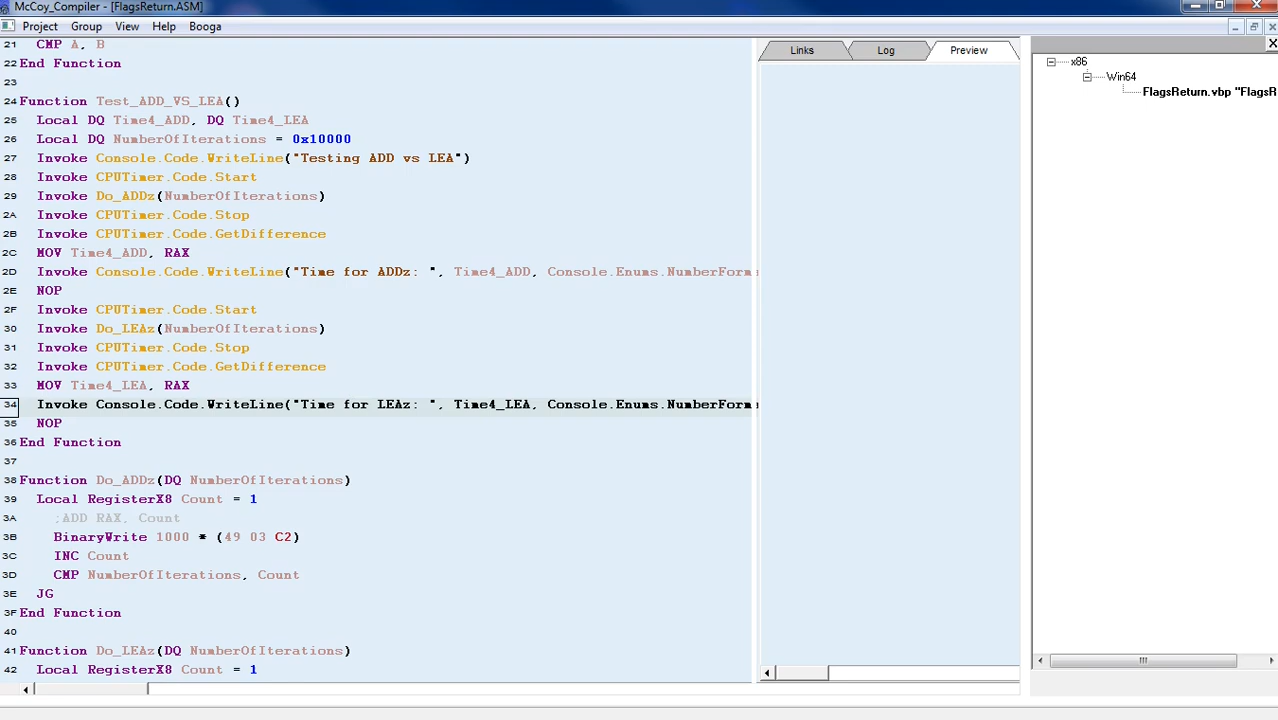 McCoy_Compiler - [FlagsReturn.ASM]
Project Group View Help Booga
21 CMP A, B
22 End Function
23
24 Function Test_ADD_VS_LEA()
25 Local DQ Time4_ADD, DQ Time4_LEA
26 Local DQ NumberOfIterations = 0x10000
27 Invoke Console.Code.WriteLine("Testing ADD vs LEA")
28 Invoke CPUTimer.Code.Start
29 Invoke Do_ADDz(NumberOfIterations)
2A Invoke CPUTimer.Code.Stop
2B Invoke CPUTimer.Code.GetDifference
2C MOV Time4_ADD, RAX
2D Invoke Console.Code.WriteLine("Time for ADDz: ", Time4_ADD, Console.Enums.NumberForm
2E NOP
2F Invoke CPUTimer.Code.Start
30 Invoke Do_LEAz(NumberOfIterations)
31 Invoke CPUTimer.Code.Stop
32 Invoke CPUTimer.Code.GetDifference
33 MOV Time4_LEA, RAX
34 Invoke Console.Code.WriteLine("Time for LEAz: ", Time4_LEA, Console.Enums.NumberForm
35 NOP
36 End Function
37
38 Function Do_ADDz(DQ NumberOfIterations)
39 Local RegisterX8 Count = 1
3A ;ADD RAX, Count
3B BinaryWrite 1000 * (49 03 C2)
3C INC Count
3D CMP NumberOfIterations, Count
3E JG
3F End Function
40
41 Function Do_LEAz(DQ NumberOfIterations)
42 Local RegisterX8 Count = 1
Links Log Preview
x86
Win64
FlagsReturn.vbp "FlagsR